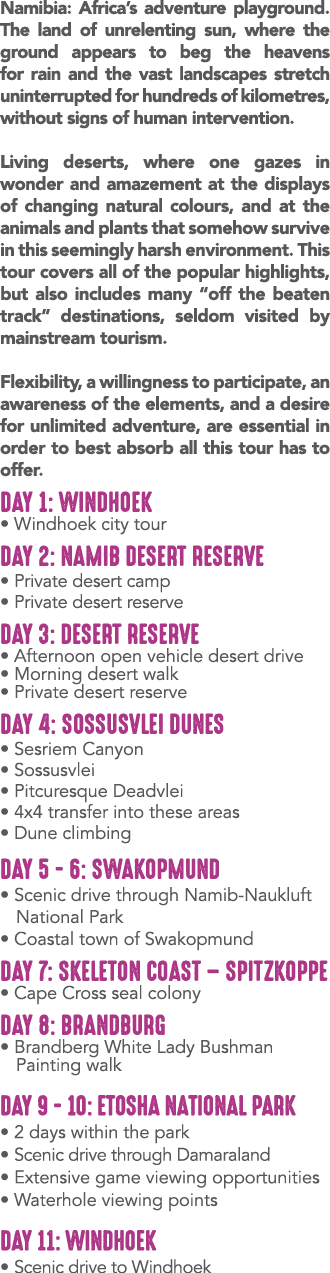 Namibia: Africa's adventure playground.
The land of unrelenting sun, where the
ground appears to beg the heavens
for rain and the vast landscapes stretch
uninterrupted for hundreds of kilometres,
without signs of human intervention.
Living deserts, where one gazes in
wonder and amazement at the displays
of changing natural colours, and at the
animals and plants that somehow survive
in this seemingly harsh environment. This
tour covers all of the popular highlights,
but also includes many “off the beaten
track” destinations, seldom visited by
mainstream tourism.
Flexibility, a willingness to participate, an
awareness of the elements, and a desire
for unlimited adventure, are essential in
order to best absorb all this tour has to
offer.
DAY 1: WINDHOEK
• Windhoek city tour
DAY 2: NAMIB DESERT RESERVE
• Private desert camp
• Private desert reserve
DAY 3: DESERT RESERVE
• Afternoon open vehicle desert drive
• Morning desert walk
• Private desert reserve
DAY 4: SOSSUSVLEI DUNES
• Sesriem Canyon
• Sossusvlei
• Pitcuresque Deadvlei
• 4x4 transfer into these areas
• Dune climbing
DAY 5 - 6: SWAKOPMUND
• Scenic drive through Namib-Naukluft
National Park
• Coastal town of Swakopmund
DAY 7: SKELETON COAST – SPITZKOPPE
• Cape Cross seal colony
DAY 8: BRANDBURG
• Brandberg White Lady Bushman
Painting walk
DAY 9 - 10: ETOSHA NATIONAL PARK
• 2 days within the park
• Scenic drive through Damaraland
• Extensive game viewing opportunities
• Waterhole viewing points
DAY 11: WINDHOEK
• Scenic drive to Windhoek